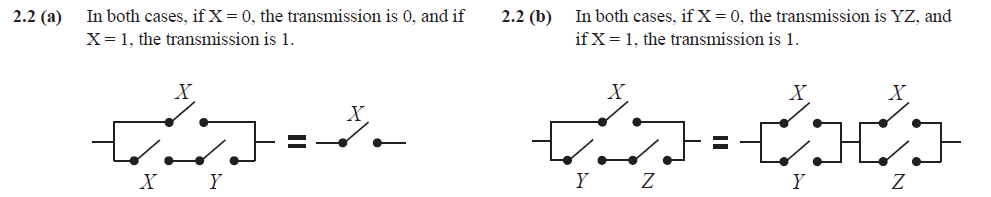 2.2 (a) In both cases, if X = 0, the transmission is 0, and if
X = 1, the transmission is 1.
X
X Y
=
X
2.2 (b) In both cases, if X = 0, the transmission is YZ, and
if X = 1, the transmission is 1.
X
Y Z
=
X X
Y Z